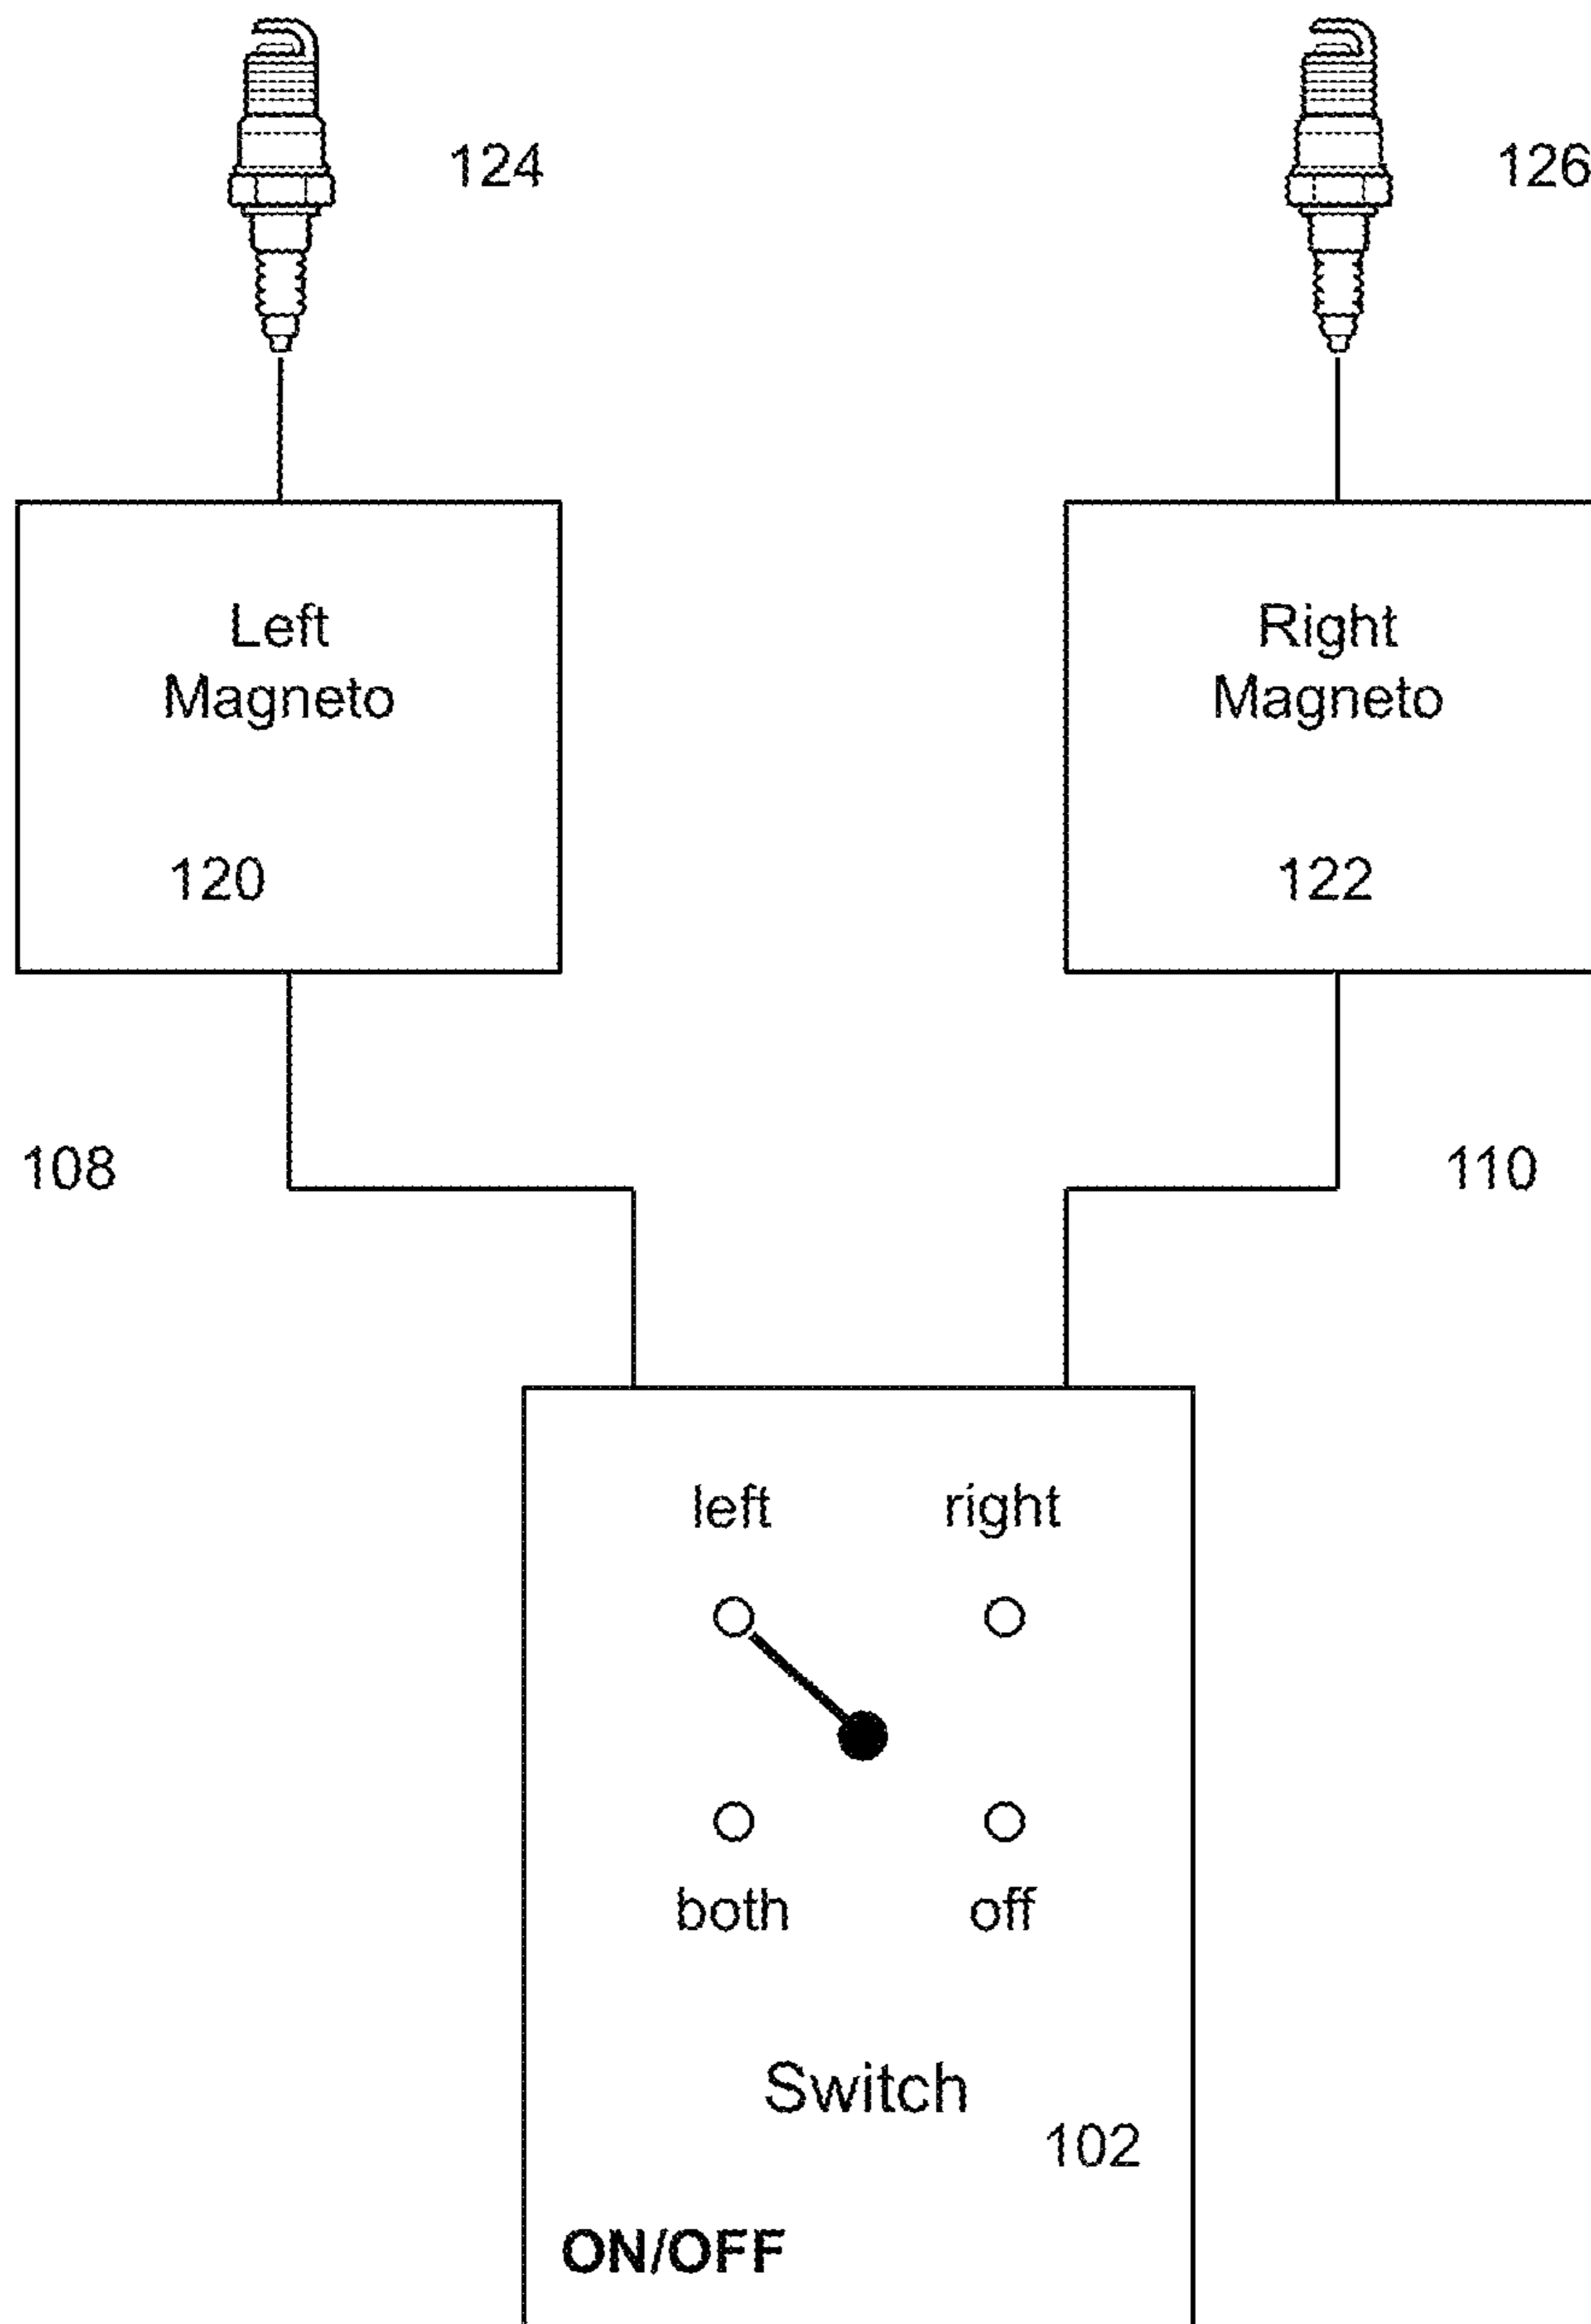 124
126
Left
Magneto
120
Right
Magneto
122
108
110
left
right
both
off
Switch
102
ON/OFF